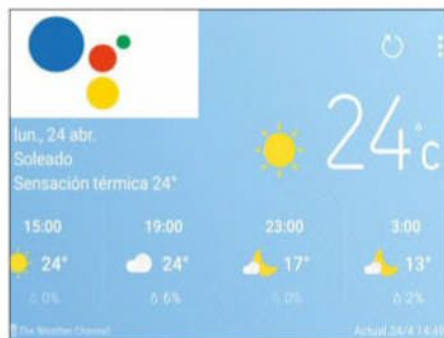 lun., 24 abr.
Soleado
Sensación térmica 24°
24°c
15:00 19:00 23:00 3:00
24° 24° 17° 13°
0% 6% 0% 2%
The Weather Channel Actual 24/4 14:49